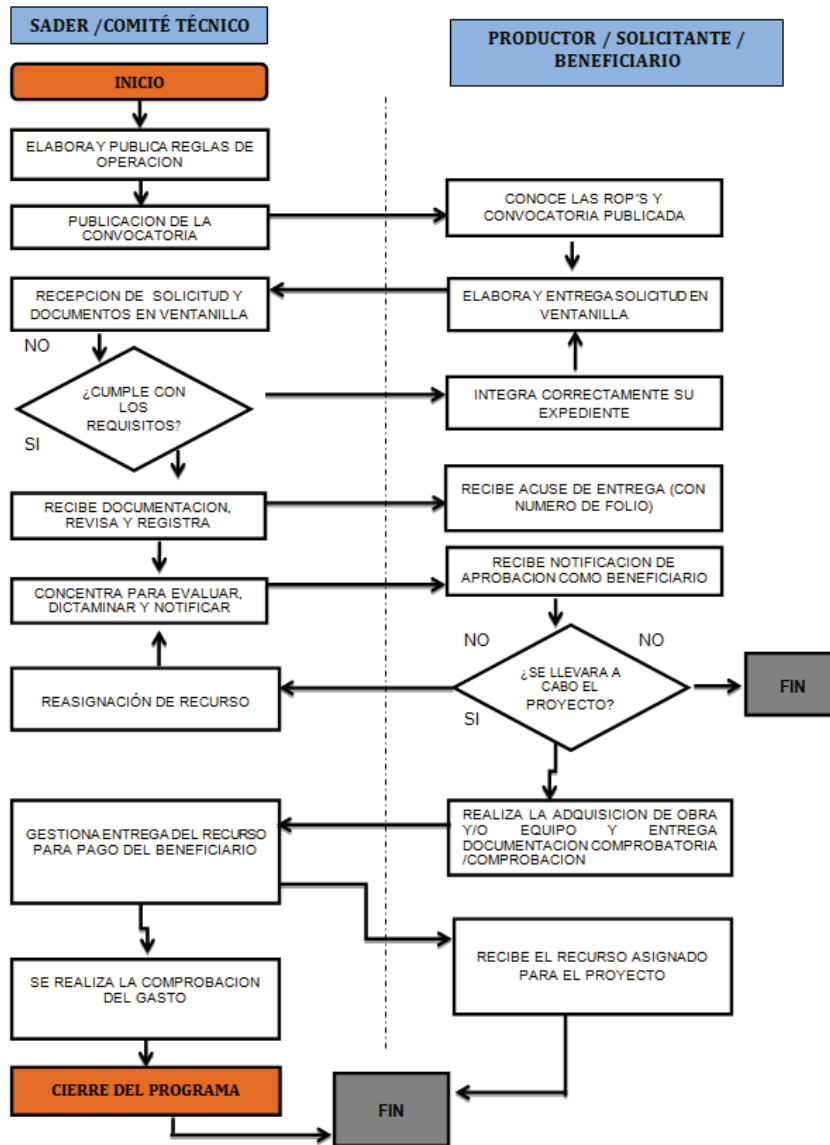 SADER /COMITÉ TÉCNICO
PRODUCTOR / SOLICITANTE /
BENEFICIARIO
INICIO
ELABORA Y PUBLICA REGLAS DE
OPERACION
PUBLICACION DE LA
CONVOCATORIA
CONOCE LAS ROP´S Y
CONVOCATORIA PUBLICADA
RECEPCION DE SOLICITUD Y
DOCUMENTOS EN VENTANILLA
ELABORA Y ENTREGA SOLICITUD EN
VENTANILLA
NO
¿CUMPLE CON
LOS
REQUISITOS?
SI
INTEGRA CORRECTAMENTE SU
EXPEDIENTE
RECIBE DOCUMENTACION,
REVISA Y REGISTRA
RECIBE ACUSE DE ENTREGA (CON
NUMERO DE FOLIO)
CONCENTRA PARA EVALUAR,
DICTAMINAR Y NOTIFICAR
RECIBE NOTIFICACION DE
APROBACION COMO BENEFICIARIO
NO
NO
¿SE LLEVARA A
CABO EL
PROYECTO?
SI
FIN
REASIGNACIÓN DE RECURSO
GESTIONA ENTREGA DEL RECURSO
PARA PAGO DEL BENEFICIARIO
REALIZA LA ADQUISICION DE OBRA
Y/O EQUIPO Y ENTREGA
DOCUMENTACION COMPROBATORIA
/COMPROBACION
SE REALIZA LA COMPROBACION
DEL GASTO
RECIBE EL RECURSO ASIGNADO
PARA EL PROYECTO
CIERRE DEL PROGRAMA
FIN